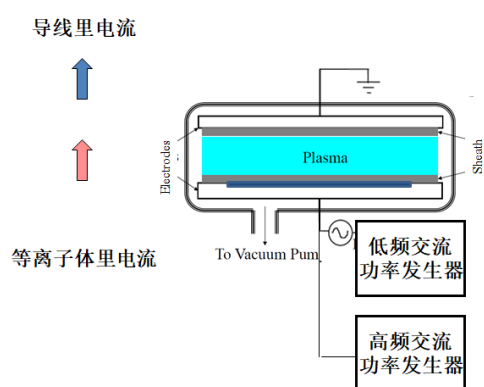 导线里电流
Electrodes
Plasma
Sheath
等离子体里电流
To Vacuum Pum
低频交流
功率发生器
高频交流
功率发生器